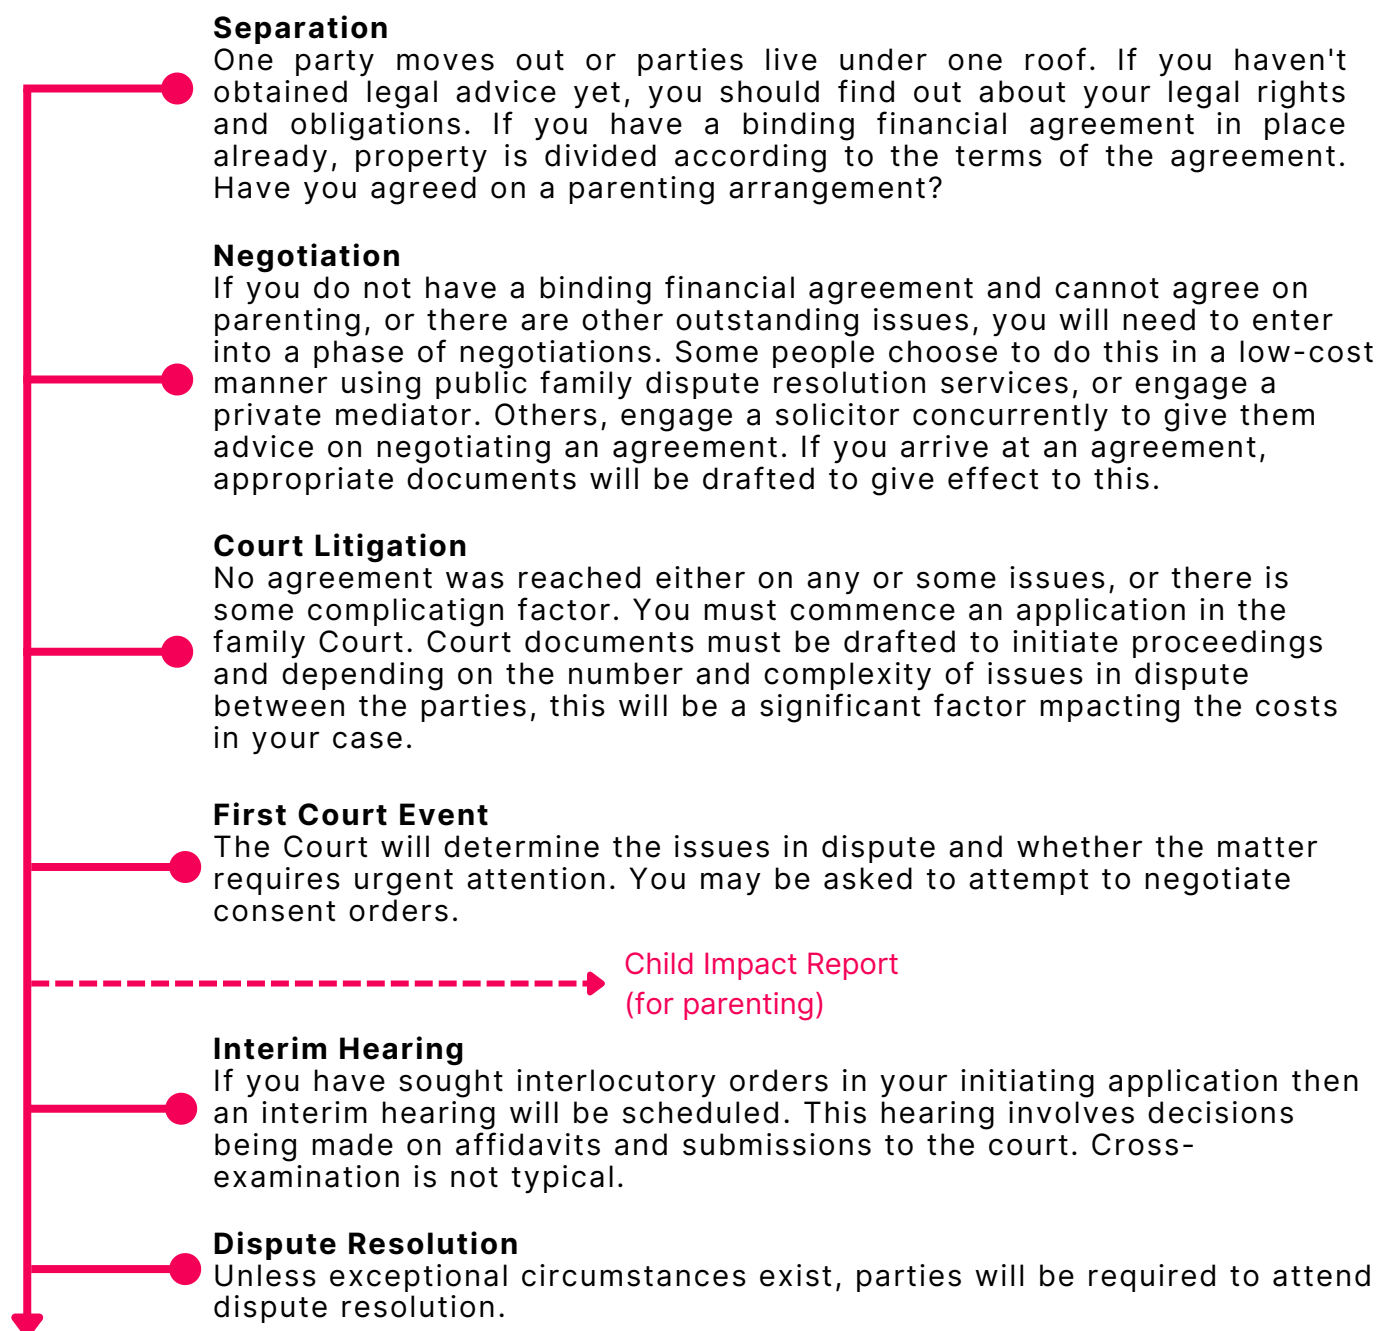 Separation
One party moves out or parties live under one roof. If you haven't
obtained legal advice yet, you should find out about your legal rights
and obligations. If you have a binding financial agreement in place
already, property is divided according to the terms of the agreement.
Have you agreed on a parenting arrangement?
Negotiation
If you do not have a binding financial agreement and cannot agree on
parenting, or there are other outstanding issues, you will need to enter
into a phase of negotiations. Some people choose to do this in a low-cost
manner using public family dispute resolution services, or engage a
private mediator. Others, engage a solicitor concurrently to give them
advice on negotiating an agreement. If you arrive at an agreement,
appropriate documents will be drafted to give effect to this.
Court Litigation
No agreement was reached either on any or some issues, or there is
some complicatign factor. You must commence an application in the
family Court. Court documents must be drafted to initiate proceedings
and depending on the number and complexity of issues in dispute
between the parties, this will be a significant factor mpacting the costs
in your case.
First Court Event
The Court will determine the issues in dispute and whether the matter
requires urgent attention. You may be asked to attempt to negotiate
consent orders.
Child Impact Report
(for parenting)
Interim Hearing
If you have sought interlocutory orders in your initiating application then
an interim hearing will be scheduled. This hearing involves decisions
being made on affidavits and submissions to the court. Cross-
examination is not typical.
Dispute Resolution
Unless exceptional circumstances exist, parties will be required to attend
dispute resolution.